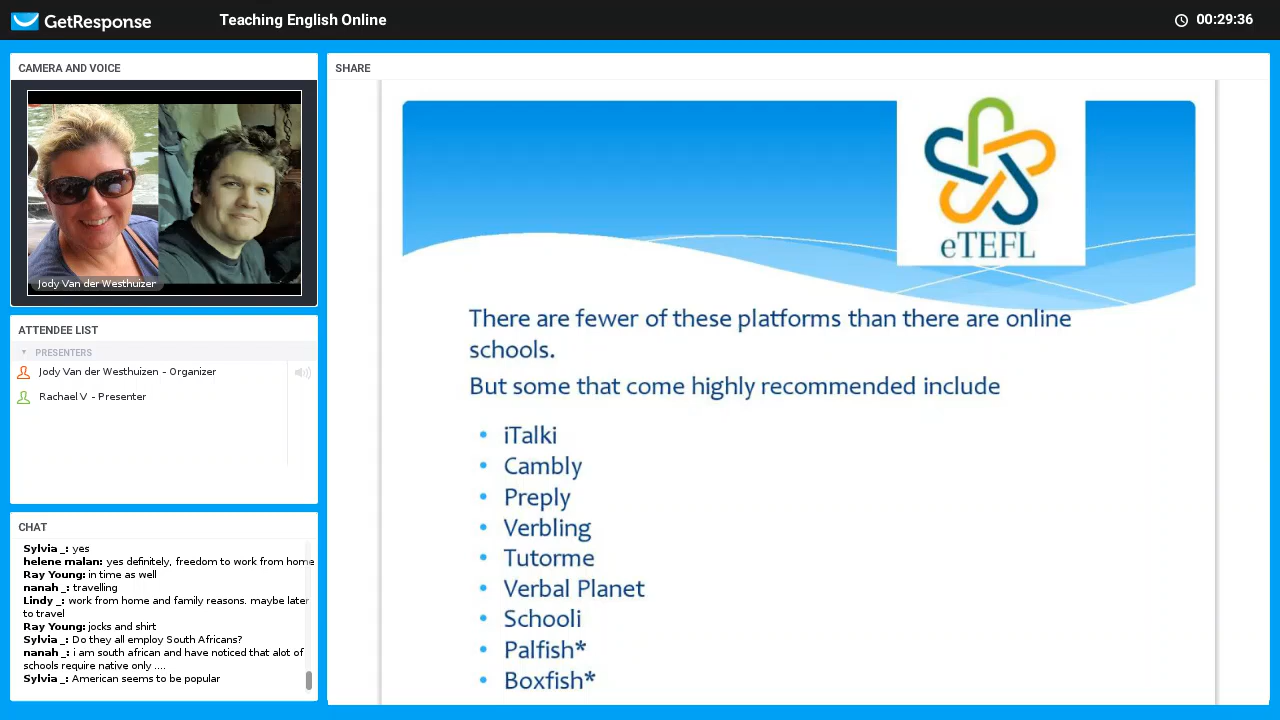 GetResponse
Teaching English Online
00:29:36
CAMERA AND VOICE
Jody Van der Westhuizer
ATTENDEE LIST
PRESENTERS
Jody Van der Westhuizen - Organizer
Rachael V - Presenter
CHAT
Sylvia _: yes
helene malan: yes definitely, freedom to work from home
Ray Young: in time as well
nanah _: travelling
Lindy _: work from home and family reasons. maybe later
to travel
Ray Young: jocks and shirt
Sylvia _: Do they all employ South Africans?
nanah _: i am south african and have noticed that alot of
schools require native only ....
Sylvia _: American seems to be popular
SHARE
eTEFL
There are fewer of these platforms than there are online
schools.
But some that come highly recommended include
• iTalki
• Cambly
• Preply
• Verbling
• Tutorme
• Verbal Planet
• Schooli
• Palfish*
• Boxfish*